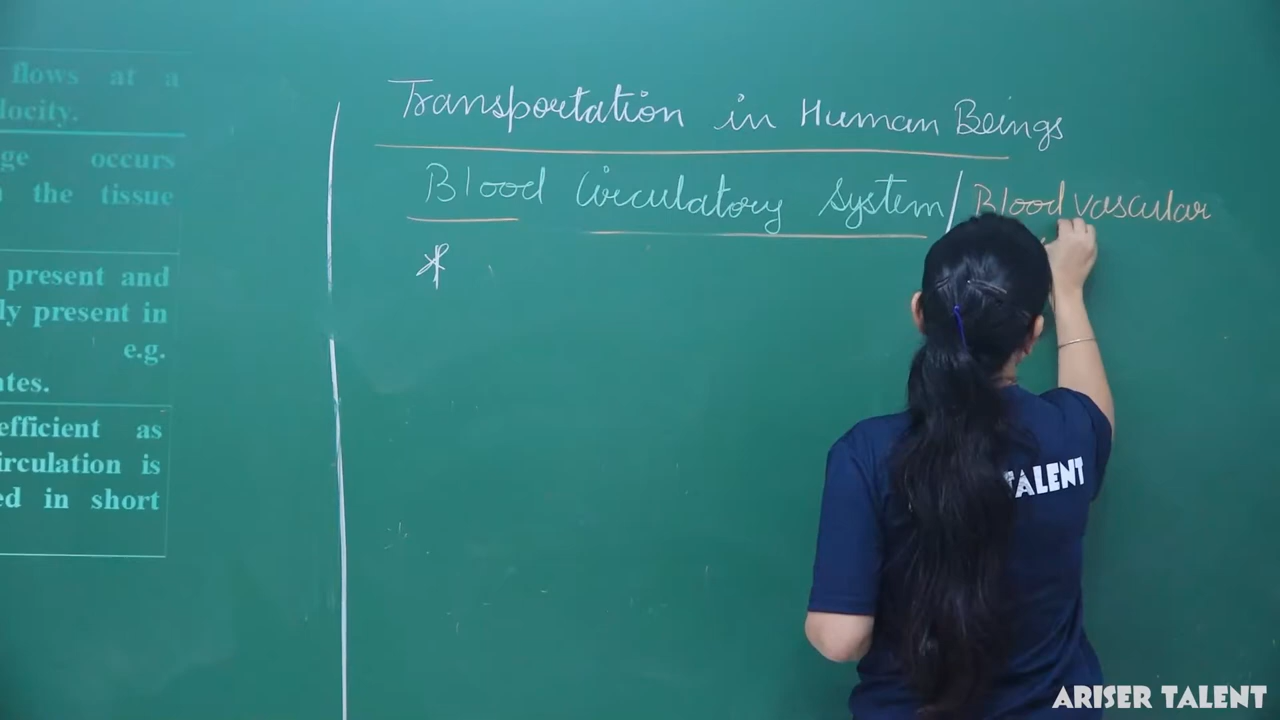 flows at a
locity.
ge occurs
the tissue
present and
ly present in
e.g.
tes.
efficient as
irculation is
ed in short
Transportation in Human Beings
Blood Circulatory System / Blood vascular
*
TALENT
ARISER TALENT